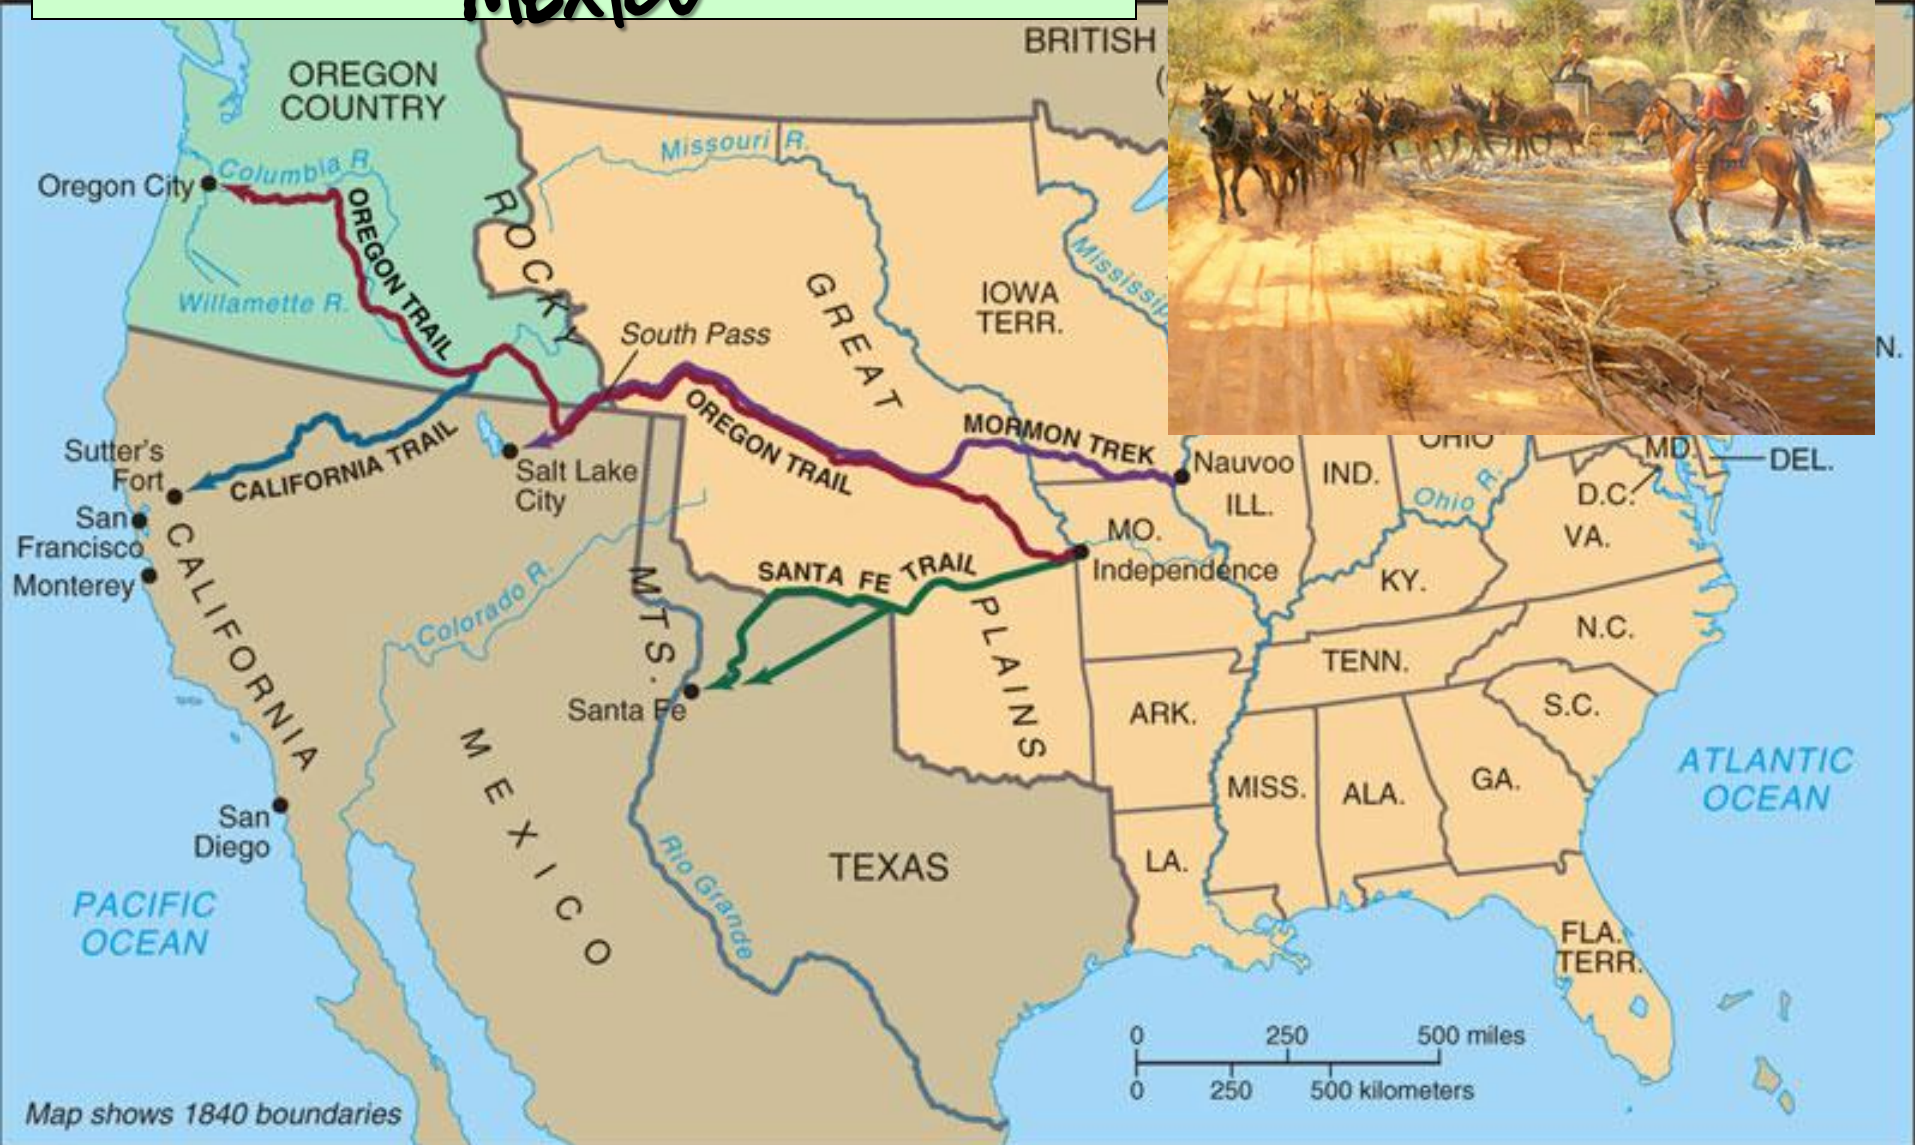 Mexico
BRITISH
OREGON
COUNTRY
Missouri R.
Columbia R.
Oregon City
OREGON TRAIL
ROCKY
MTS.
Willamette R.
GREAT
PLAINS
IOWA
TERR.
South Pass
N.
OREGON TRAIL
MORMON TREK
OHIO
MD.
DEL.
Sutter's
Fort
CALIFORNIA TRAIL
Salt Lake
City
Nauvoo
ILL.
IND.
Ohio R.
D.C.
VA.
San
Francisco
Monterey
CALIFORNIA
MO.
Independence
SANTA FE TRAIL
KY.
Colorado R.
N.C.
TENN.
Santa Fe
ARK.
S.C.
MEXICO
MISS.
ALA.
GA.
ATLANTIC
OCEAN
San
Diego
Rio Grande
TEXAS
LA.
PACIFIC
OCEAN
FLA.
TERR.
0 250 500 miles
0 250 500 kilometers
Map shows 1840 boundaries